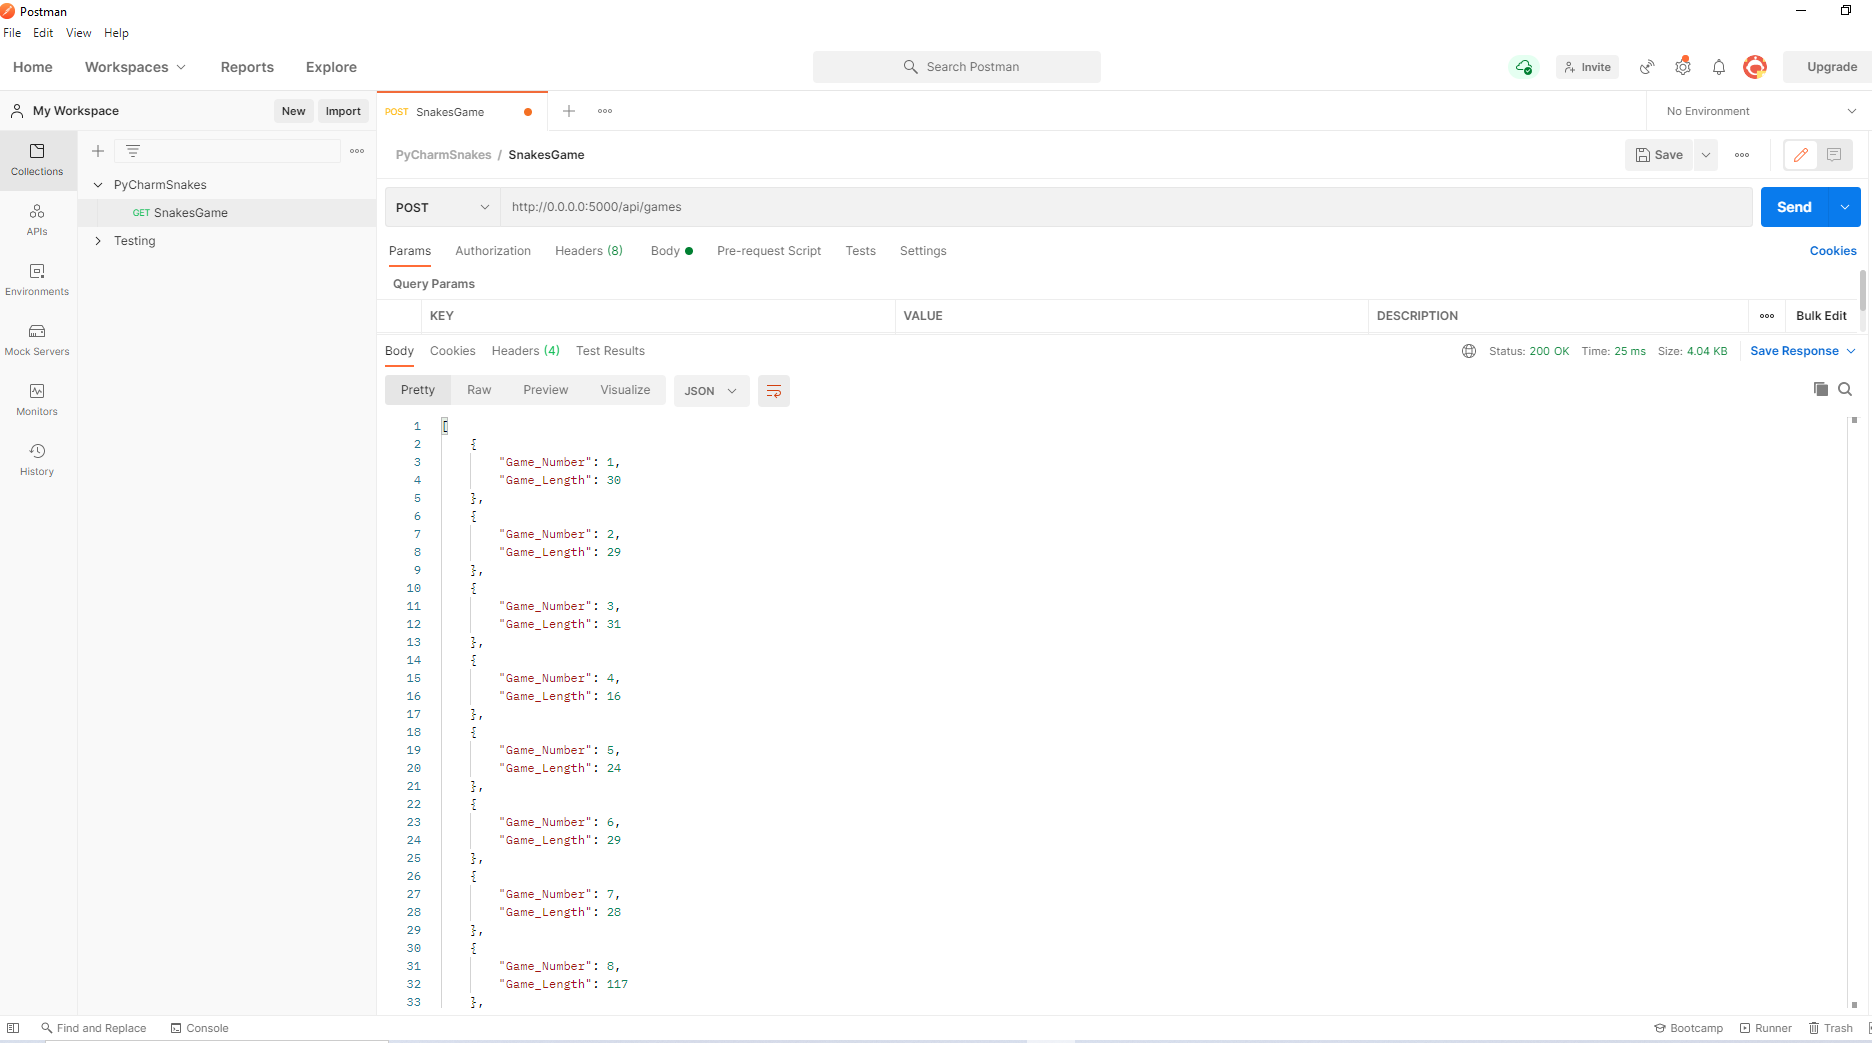 Postman
File Edit View Help
Home Workspaces Reports Explore Search Postman Invite Upgrade
My Workspace New Import POST SnakesGame No Environment
PyCharmSnakes / SnakesGame Save
Collections
PyCharmSnakes
GET SnakesGame
Testing
APIs
Environments
Mock Servers
Monitors
History
POST http://0.0.0.0:5000/api/games Send
Params Authorization Headers (8) Body Pre-request Script Tests Settings Cookies
Query Params
KEY VALUE DESCRIPTION Bulk Edit
Body Cookies Headers (4) Test Results Status: 200 OK Time: 25 ms Size: 4.04 KB Save Response
Pretty Raw Preview Visualize JSON
1 [
2 {
3 "Game_Number": 1,
4 "Game_Length": 30
5 },
6 {
7 "Game_Number": 2,
8 "Game_Length": 29
9 },
10 {
11 "Game_Number": 3,
12 "Game_Length": 31
13 },
14 {
15 "Game_Number": 4,
16 "Game_Length": 16
17 },
18 {
19 "Game_Number": 5,
20 "Game_Length": 24
21 },
22 {
23 "Game_Number": 6,
24 "Game_Length": 29
25 },
26 {
27 "Game_Number": 7,
28 "Game_Length": 28
29 },
30 {
31 "Game_Number": 8,
32 "Game_Length": 117
33 },
Find and Replace Console Bootcamp Runner Trash